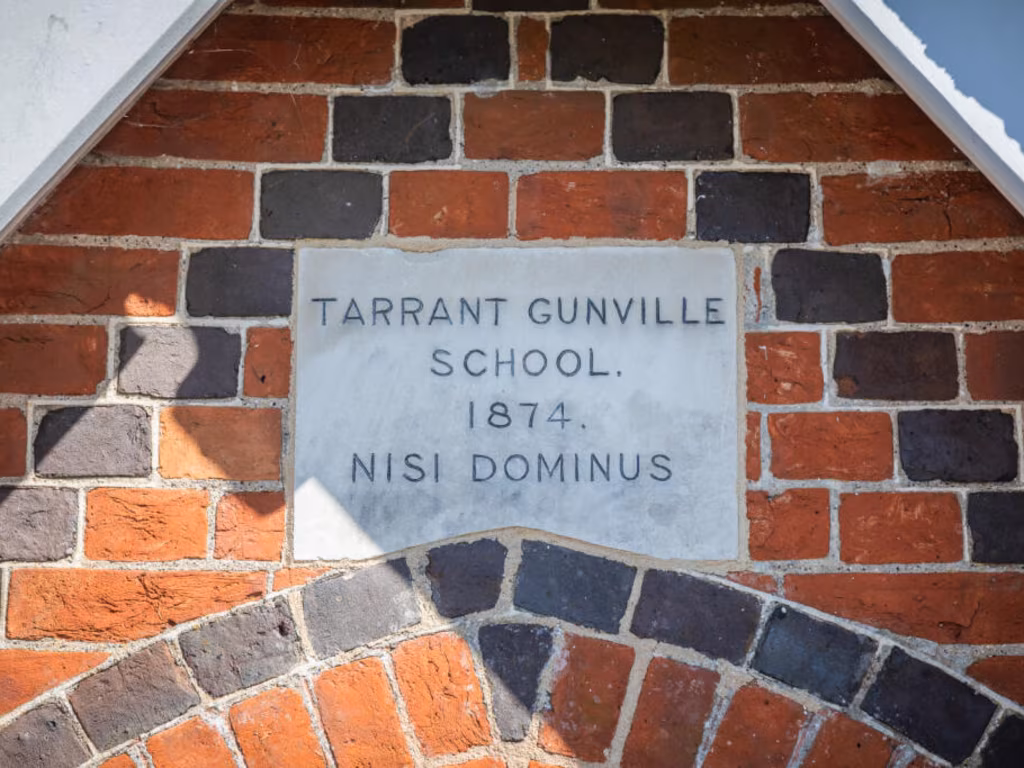 TARRANT GUNVILLE
SCHOOL.
1874.
NISI DOMINUS